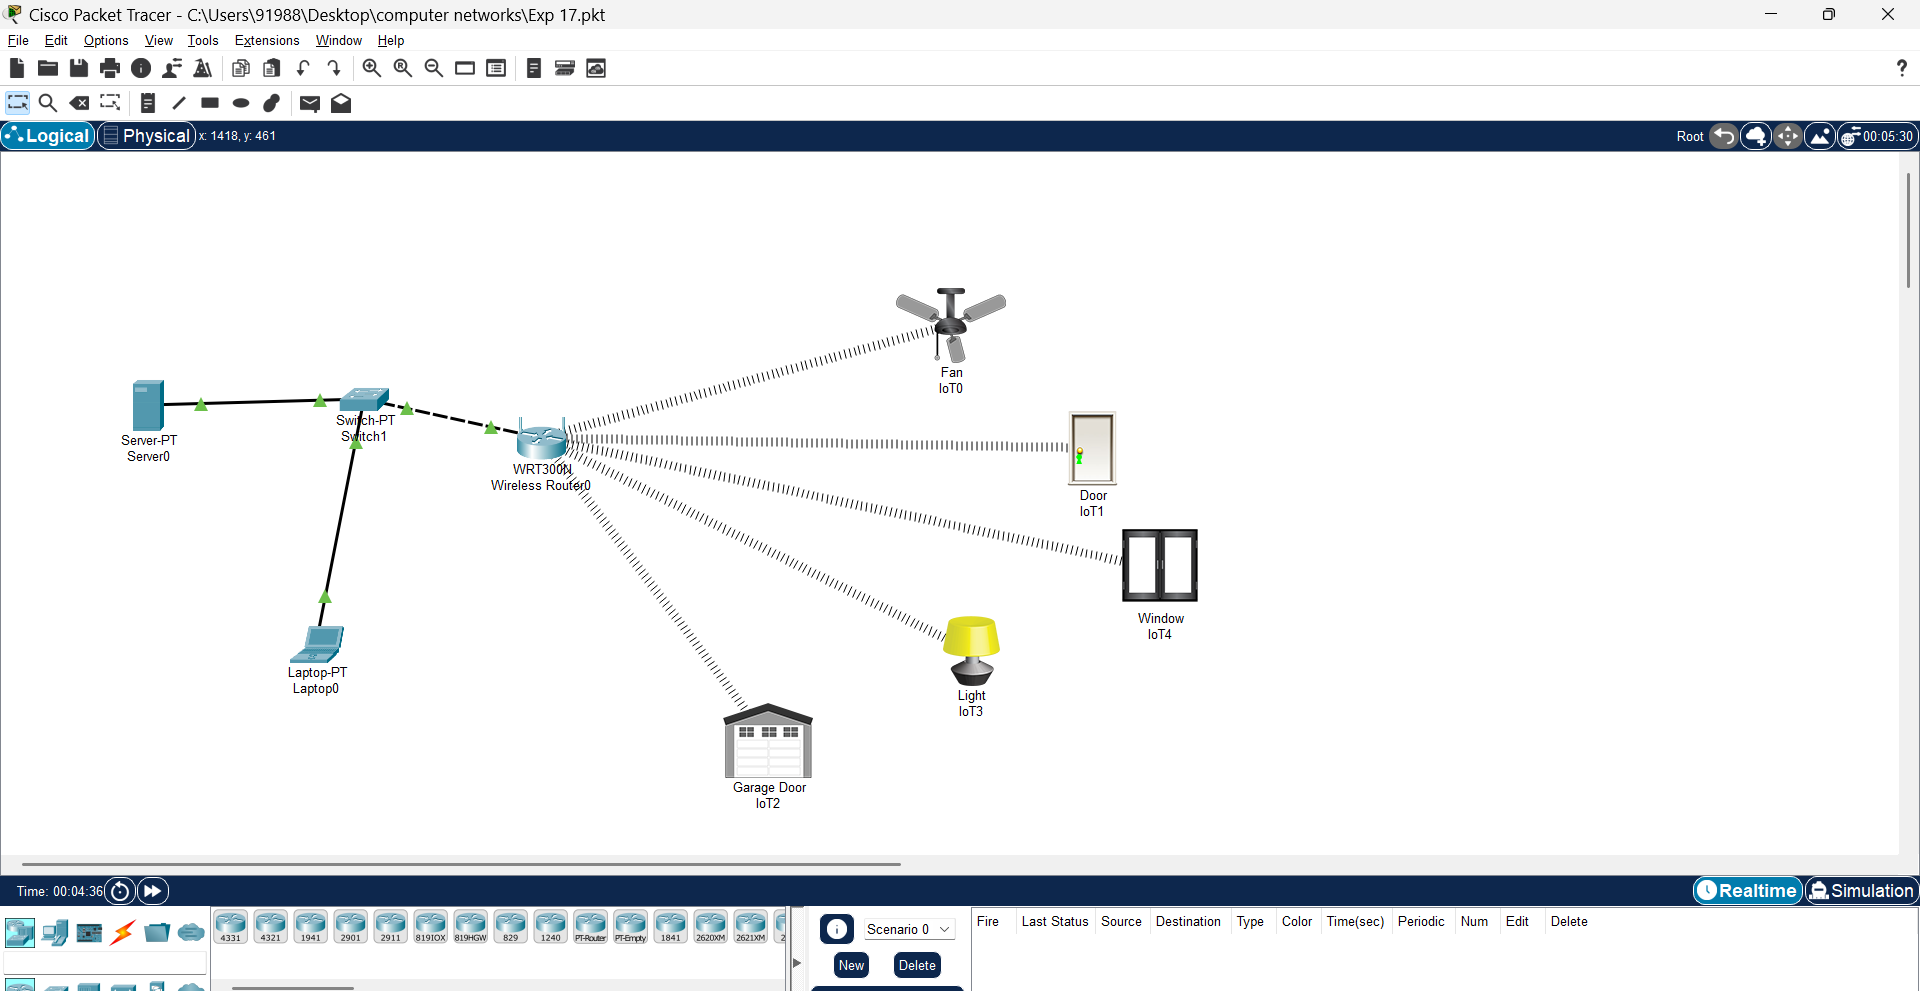 Cisco Packet Tracer - C:\Users\91988\Desktop\computer networks\Exp 17.pkt
File Edit Options View Tools Extensions Window Help
?
Logical Physical x: 1418, y: 461 Root 00:05:30
Fan
IoT0
Door
IoT1
Switch-PT
Switch1
Server-PT
Server0
WRT300N
Wireless Router0
Window
IoT4
Laptop-PT
Laptop0
Light
IoT3
Garage Door
IoT2
Time: 00:04:36 Realtime Simulation
Fire Last Status Source Destination Type Color Time(sec) Periodic Num Edit Delete
Scenario 0
4331 4321 1941 2901 2911 819IOX 819HGW 829 1240 PT-Router PT-Empty 1841 2620XM 2621XM 2
New Delete